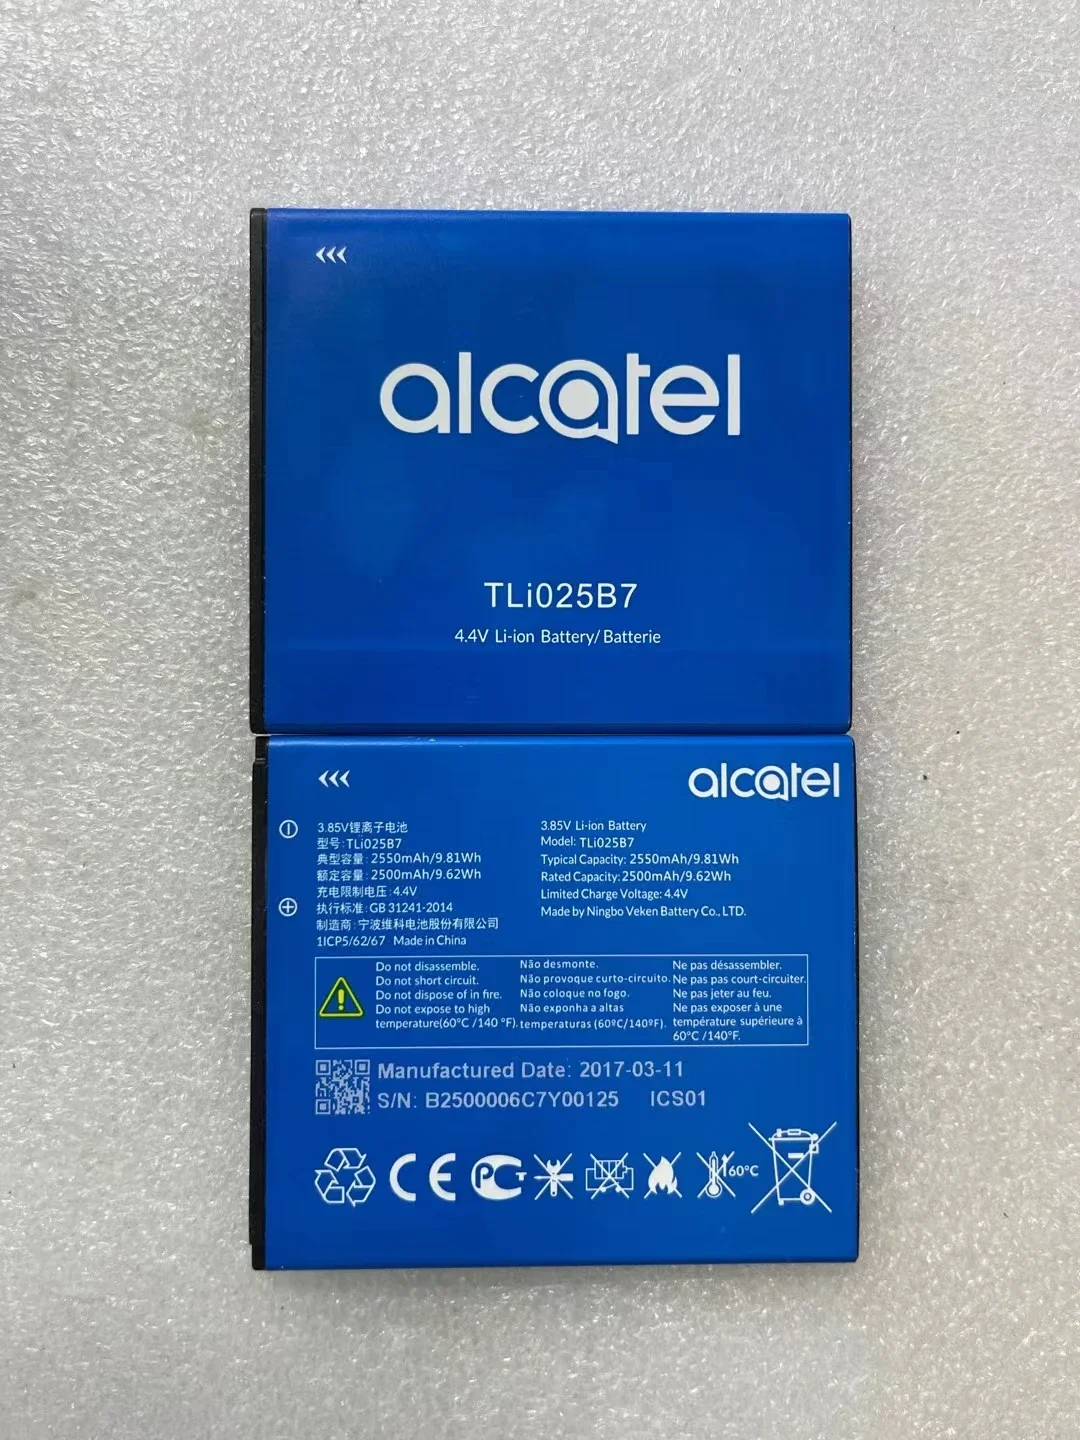 alcatel
TLi025B7
4.4V Li-ion Battery/ Batterie
alcatel
3.85V锂离子电池
型号:TLi025B7
典型容量: 2550mAh/9.81Wh
额定容量: 2500mAh/9.62Wh
充电限制电压: 4.4V
执行标准: GB 31241-2014
制造商: 宁波维科电池股份有限公司
1ICP5/62/67 Made in China
3.85V Li-ion Battery
Model: TLi025B7
Typical Capacity: 2550mAh/9.81Wh
Rated Capacity: 2500mAh/9.62Wh
Limited Charge Voltage: 4.4V
Made by Ningbo Veken Battery Co., LTD.
Do not disassemble.
Do not short circuit.
Do not dispose of in fire.
Do not expose to high
temperature(60°C /140 °F).
Não desmonte.
Não provoque curto-circuito.
Não coloque no fogo.
Não exponha a altas
temperaturas (60ºC/140ºF).
Ne pas désassembler.
Ne pas pas court-circuiter.
Ne pas jeter au feu.
Ne pas exposer à une
température supérieure à
60°C /140°F.
Manufactured Date: 2017-03-11
S/N: B2500006C7Y00125 ICS01
CE PCT 60°C